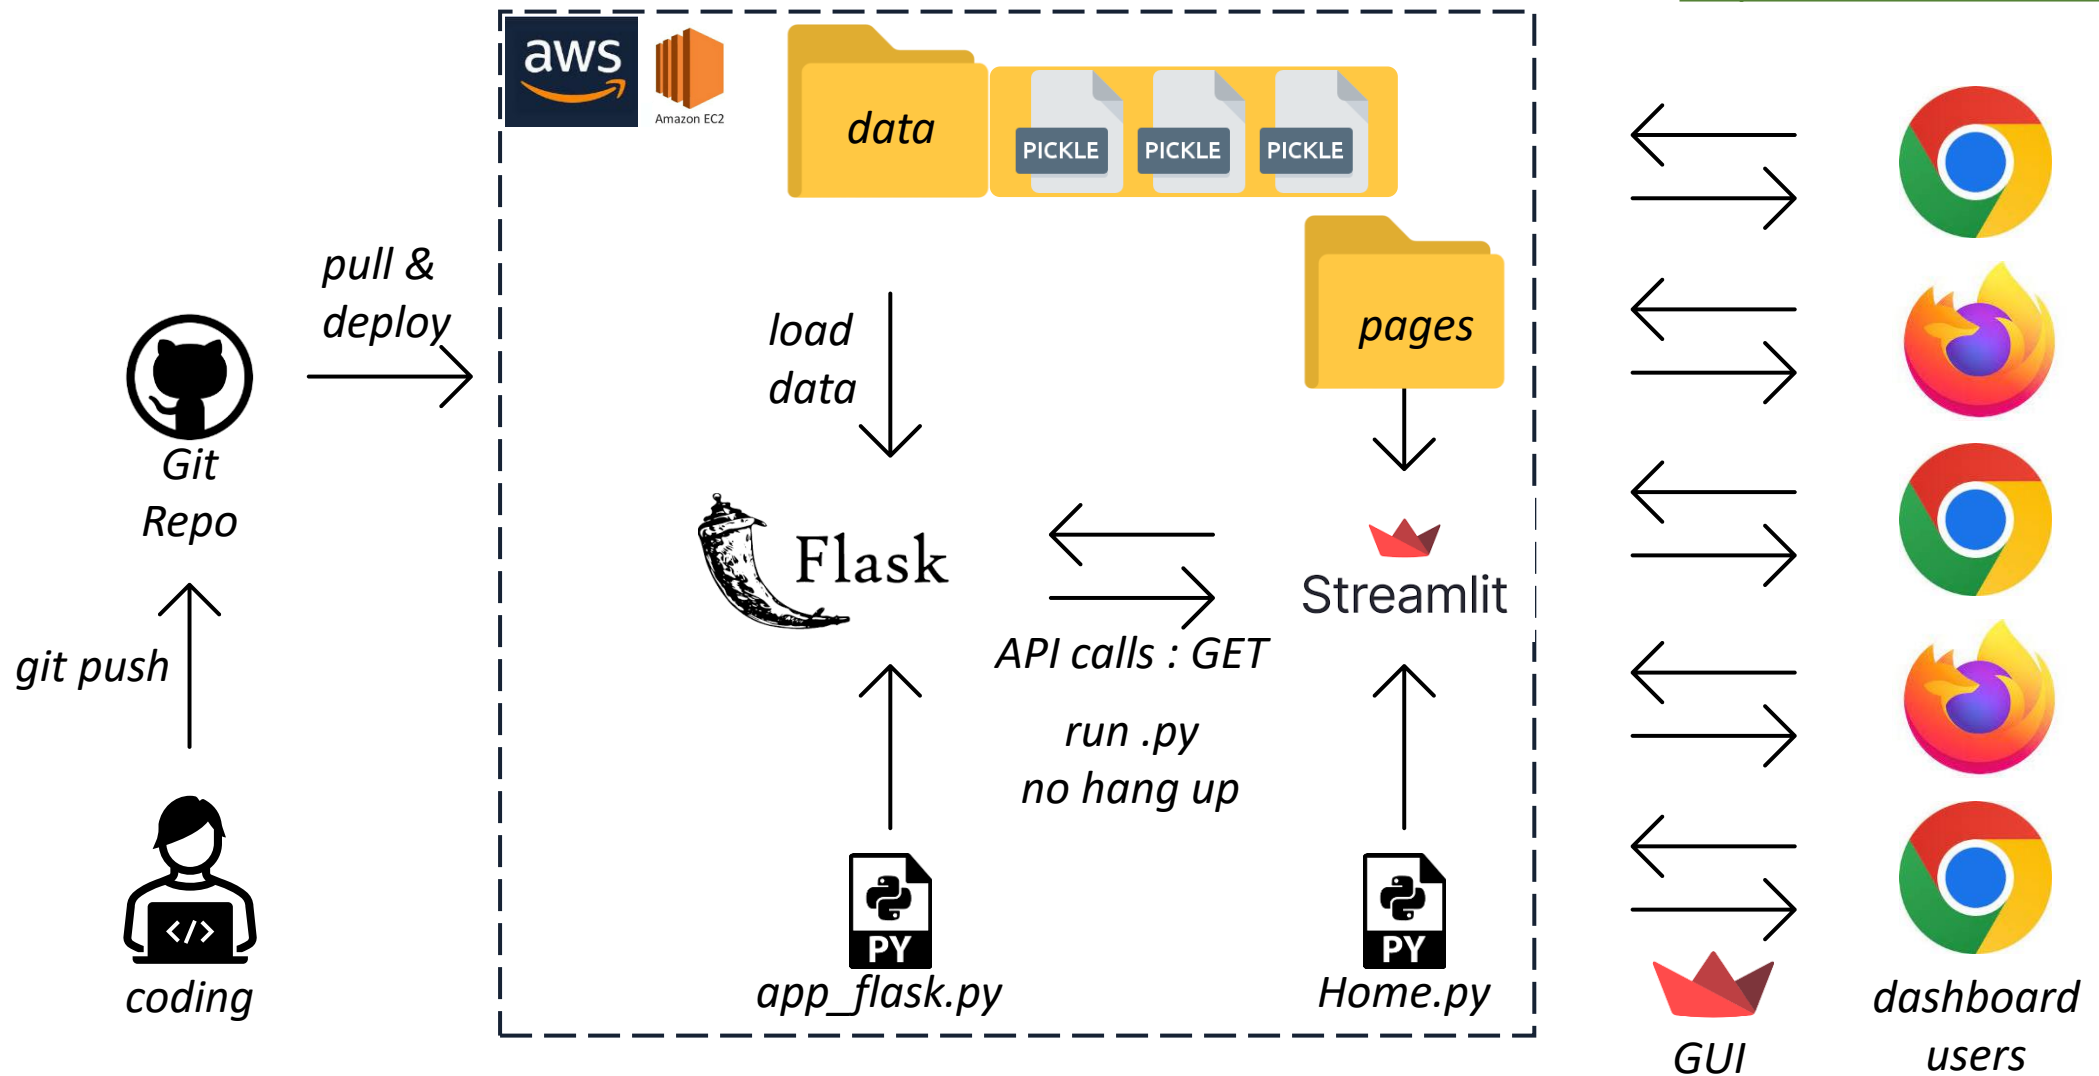 aws
Amazon EC2
data
PICKLE
PICKLE
PICKLE
pull &
deploy
load
data
pages
Git
Repo
Flask
Streamlit
API calls : GET
git push
run .py
no hang up
</>
PY
PY
coding
app_flask.py
Home.py
GUI
dashboard
users